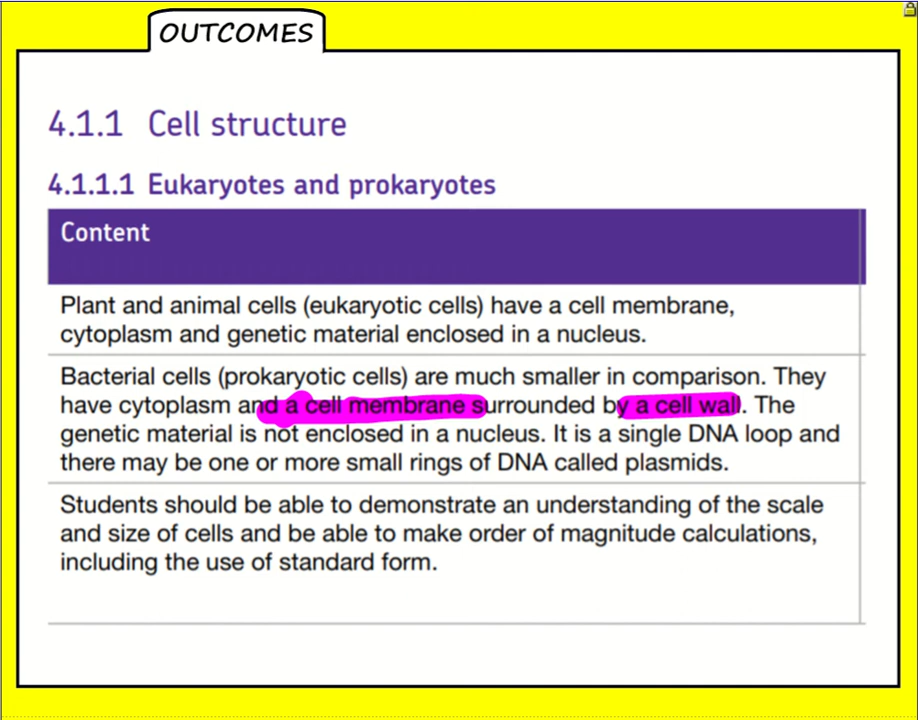 OUTCOMES
4.1.1 Cell structure
4.1.1.1 Eukaryotes and prokaryotes
Content
Plant and animal cells (eukaryotic cells) have a cell membrane,
cytoplasm and genetic material enclosed in a nucleus.
Bacterial cells (prokaryotic cells) are much smaller in comparison. They
have cytoplasm and a cell membrane surrounded by a cell wall. The
genetic material is not enclosed in a nucleus. It is a single DNA loop and
there may be one or more small rings of DNA called plasmids.
Students should be able to demonstrate an understanding of the scale
and size of cells and be able to make order of magnitude calculations,
including the use of standard form.